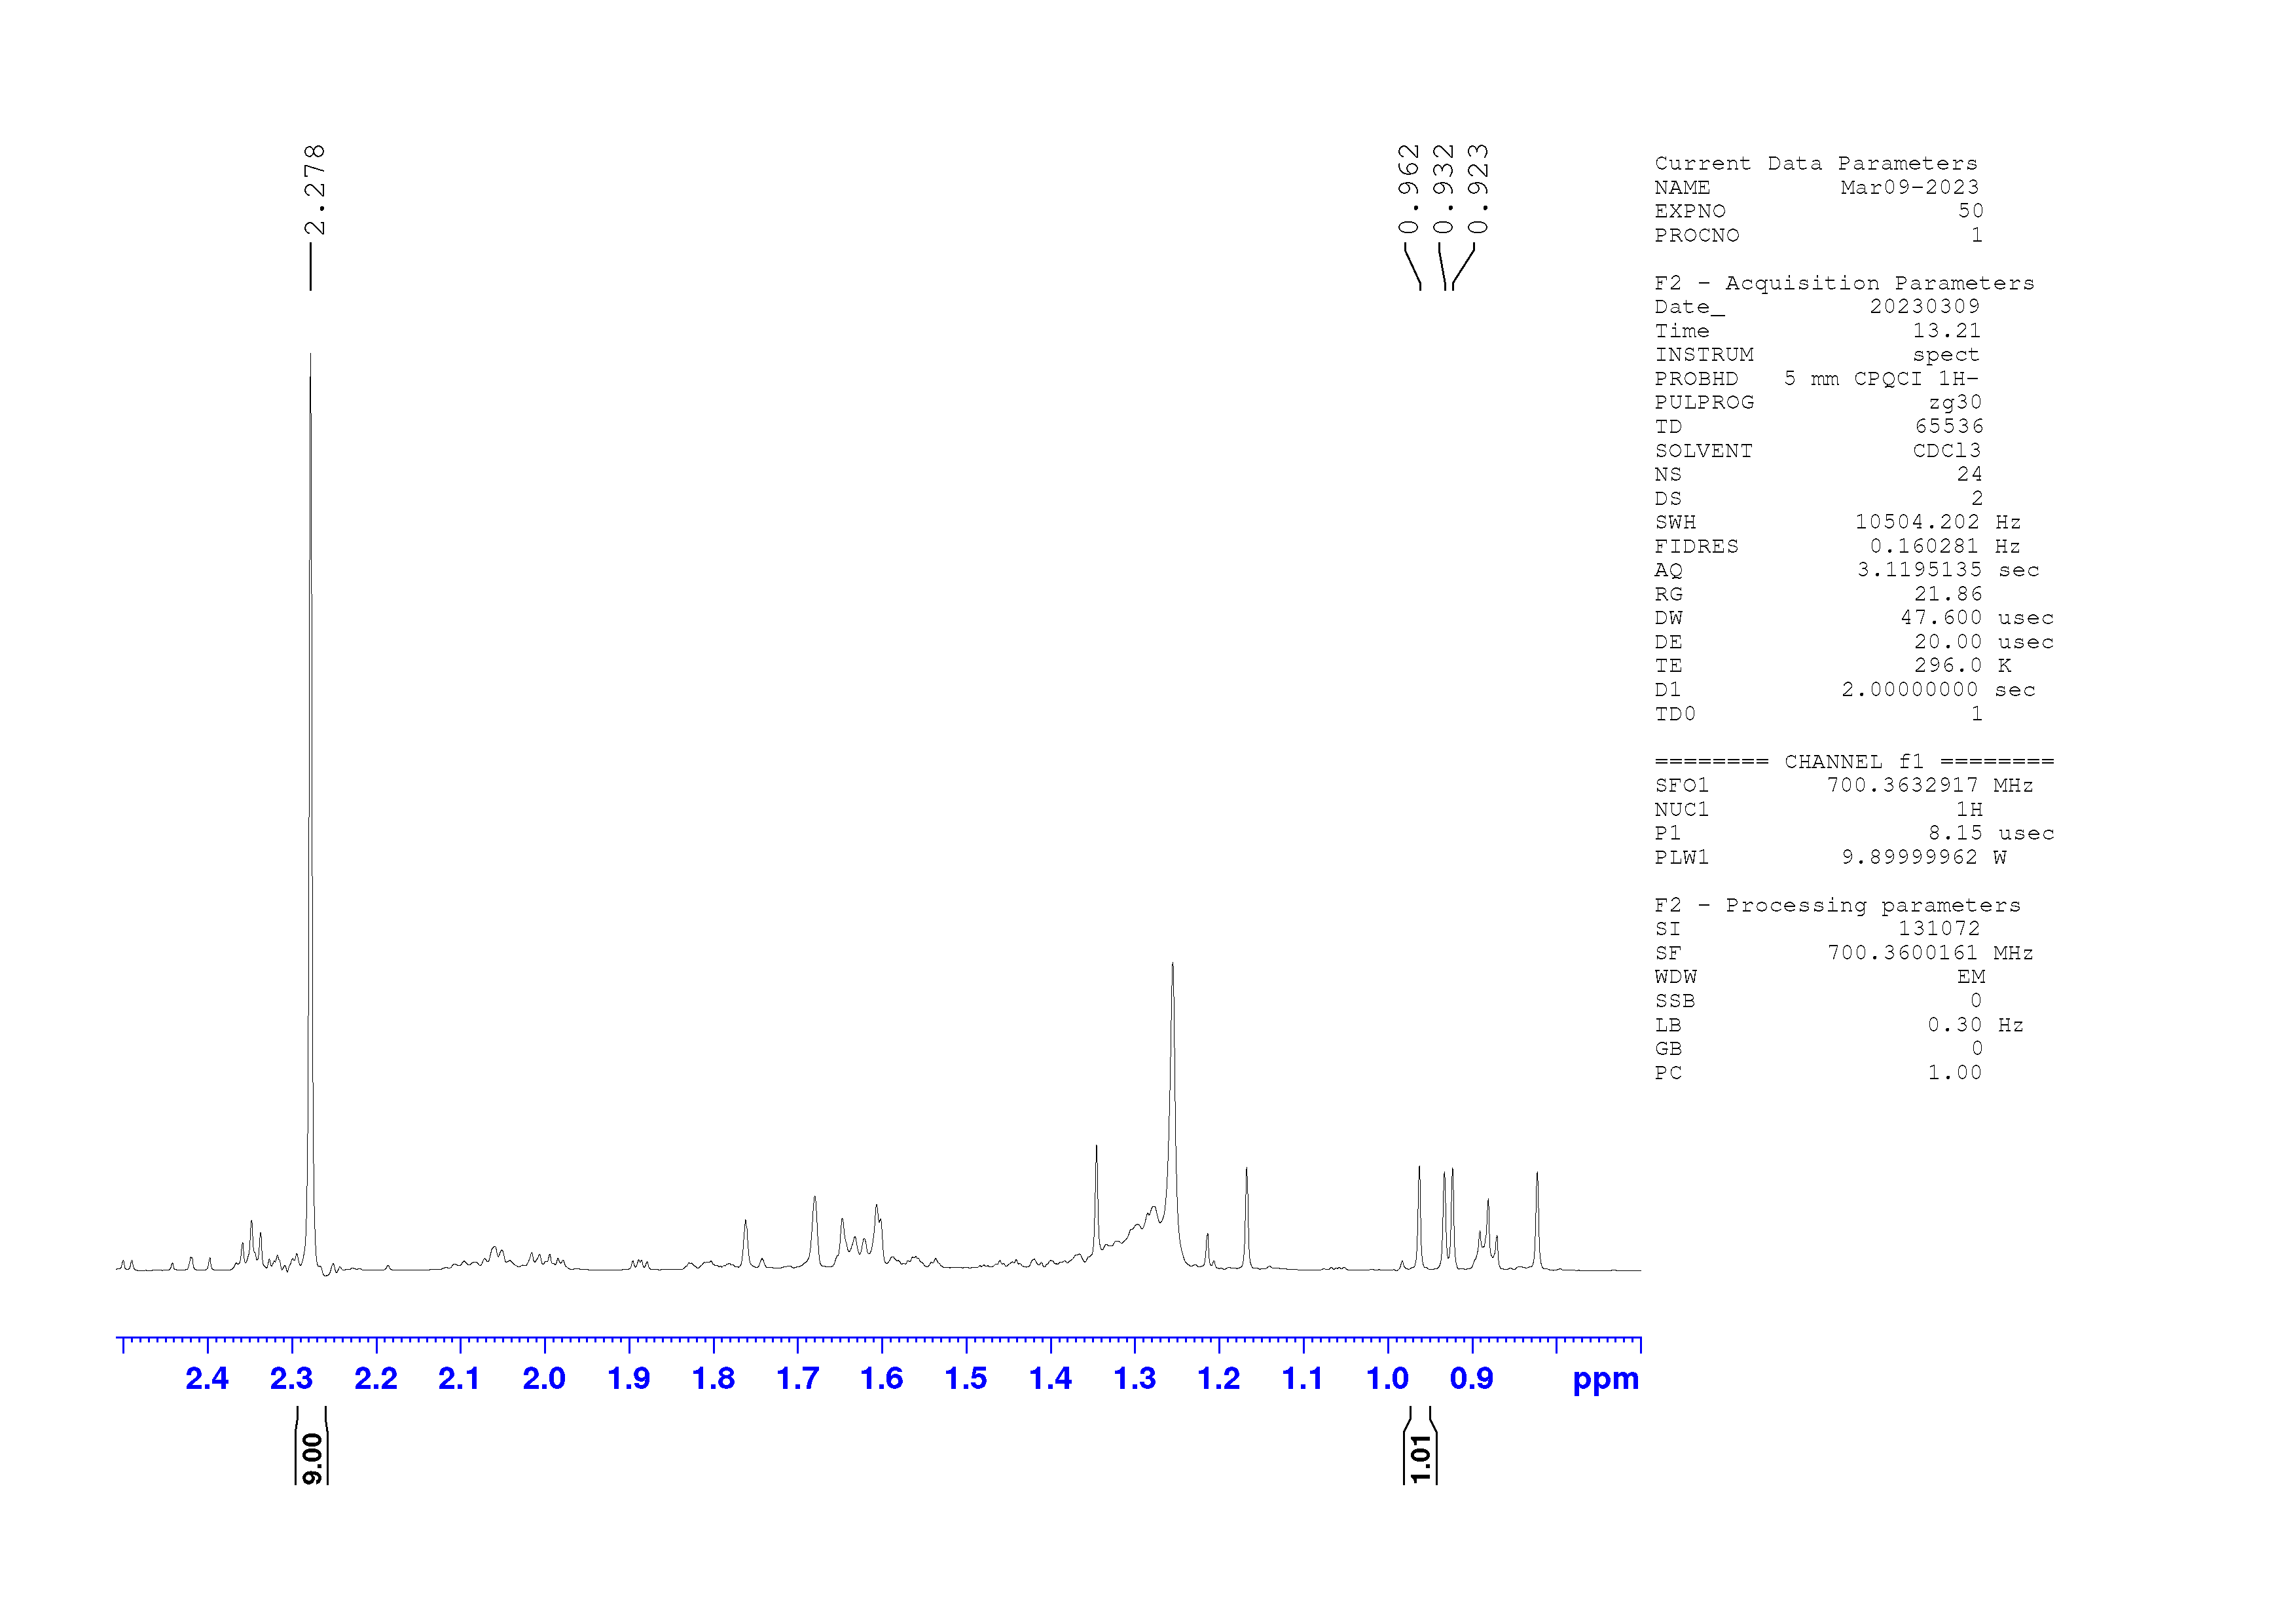 2.278
0.962
0.932
0.923
Current Data Parameters
NAME Mar09-2023
EXPNO 50
PROCNO 1
F2 - Acquisition Parameters
Date_ 20230309
Time 13.21
INSTRUM spect
PROBHD 5 mm CPQCI 1H-
PULPROG zg30
TD 65536
SOLVENT CDCl3
NS 24
DS 2
SWH 10504.202 Hz
FIDRES 0.160281 Hz
AQ 3.1195135 sec
RG 21.86
DW 47.600 usec
DE 20.00 usec
TE 296.0 K
D1 2.00000000 sec
TD0 1
======== CHANNEL f1 ========
SFO1 700.3632917 MHz
NUC1 1H
P1 8.15 usec
PLW1 9.89999962 W
F2 - Processing parameters
SI 131072
SF 700.3600161 MHz
WDW EM
SSB 0
LB 0.30 Hz
GB 0
PC 1.00
2.4 2.3 2.2 2.1 2.0 1.9 1.8 1.7 1.6 1.5 1.4 1.3 1.2 1.1 1.0 0.9 ppm
9.00
1.01